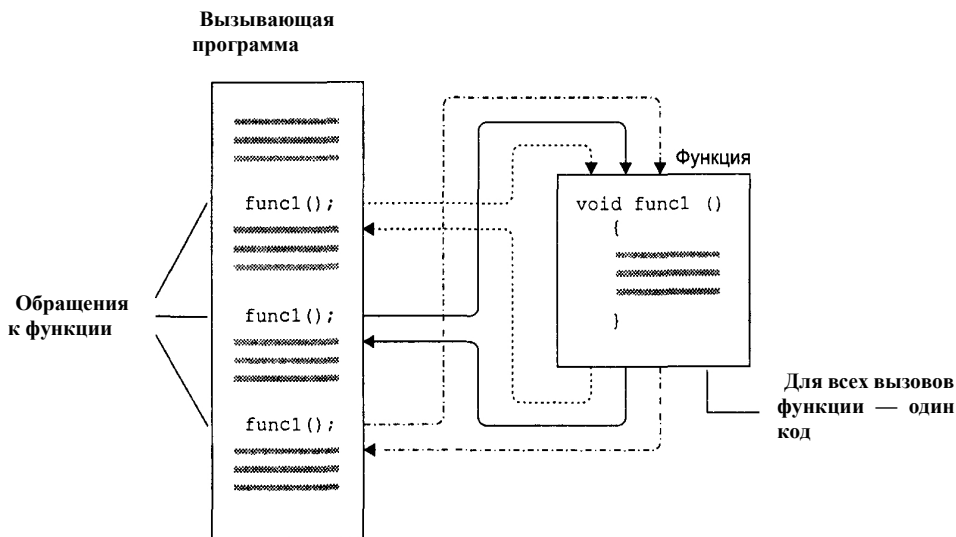 Вызывающая
программа
Функция
func1();
void func1 ()
{
Обращения
к функции
func1();
}
Для всех вызовов
функции — один
код
func1();